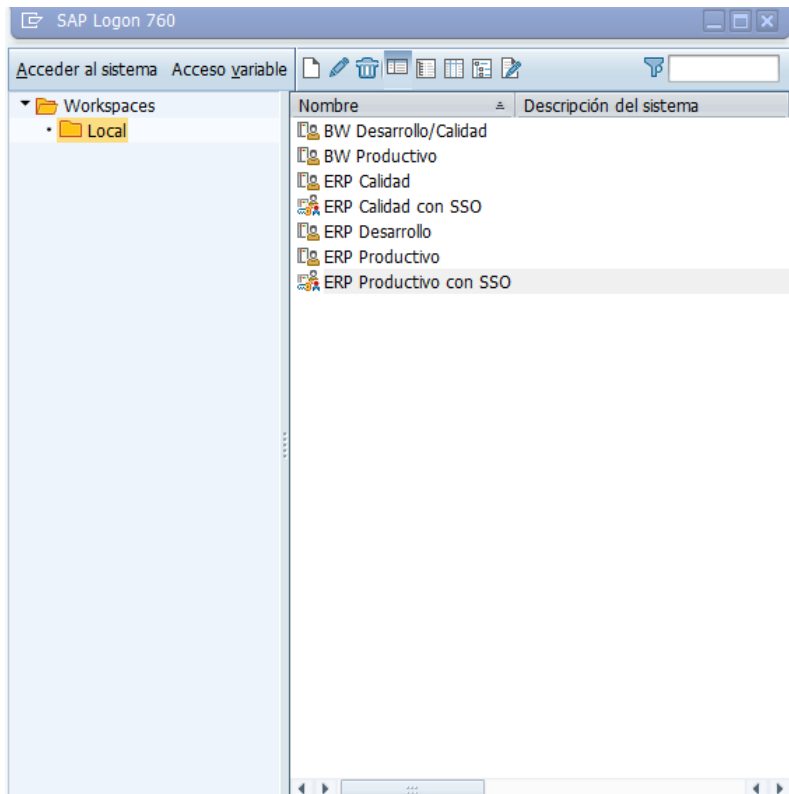 SAP Logon 760
Acceder al sistema Acceso variable
Workspaces
Local
Nombre Descripción del sistema
BW Desarrollo/Calidad
BW Productivo
ERP Calidad
ERP Calidad con SSO
ERP Desarrollo
ERP Productivo
ERP Productivo con SSO